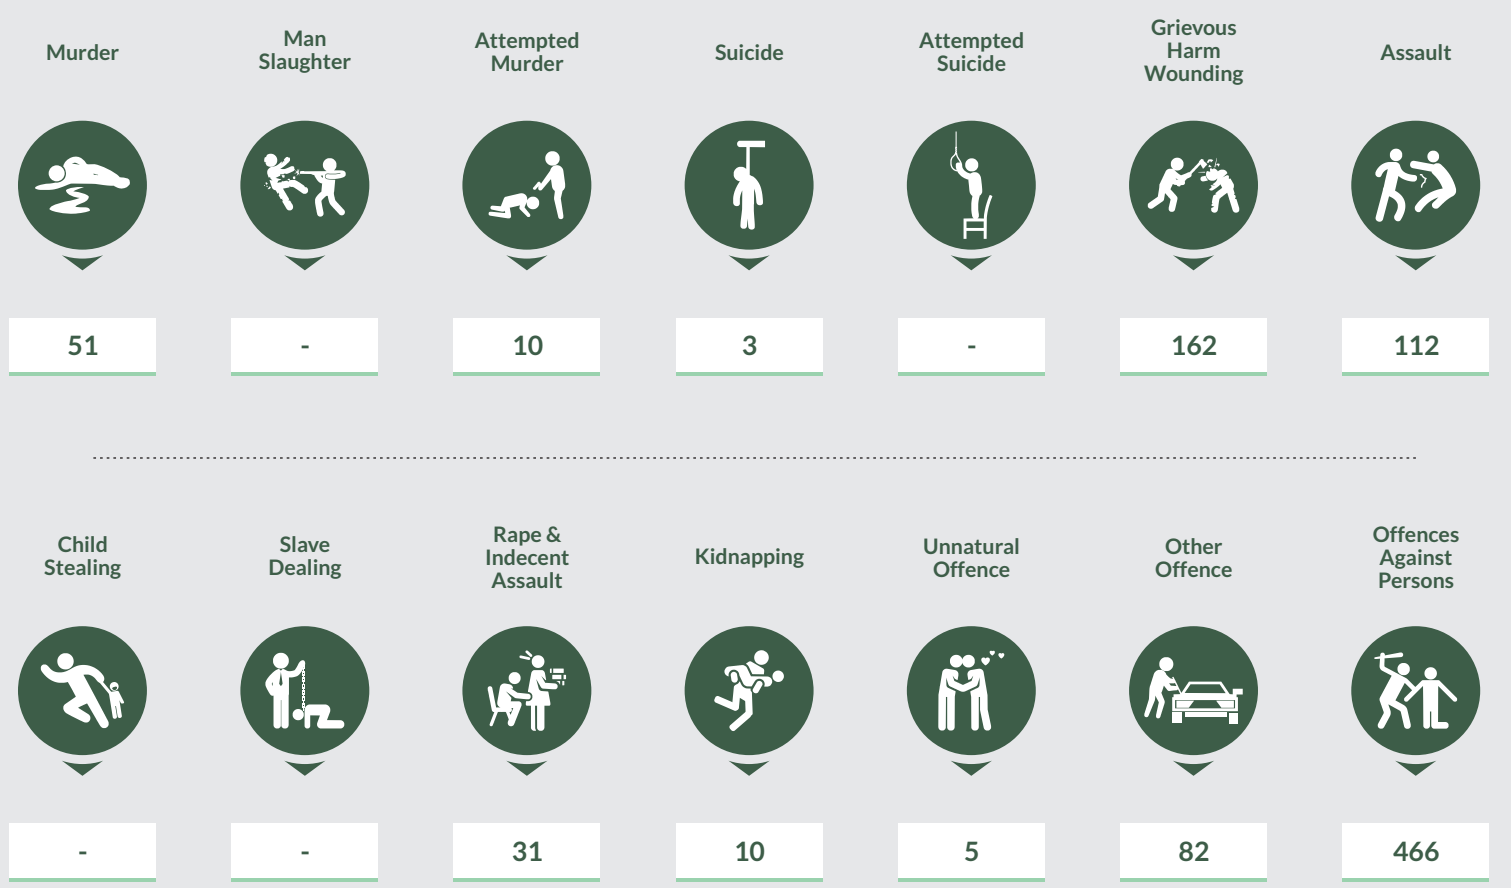 Murder
Man
Slaughter
Attempted
Murder
Suicide
Attempted
Suicide
Grievous
Harm
Wounding
Assault
51
-
10
3
-
162
112
Child
Stealing
Slave
Dealing
Rape &
Indecent
Assault
Kidnapping
Unnatural
Offence
Other
Offence
Offences
Against
Persons
-
-
31
10
5
82
466